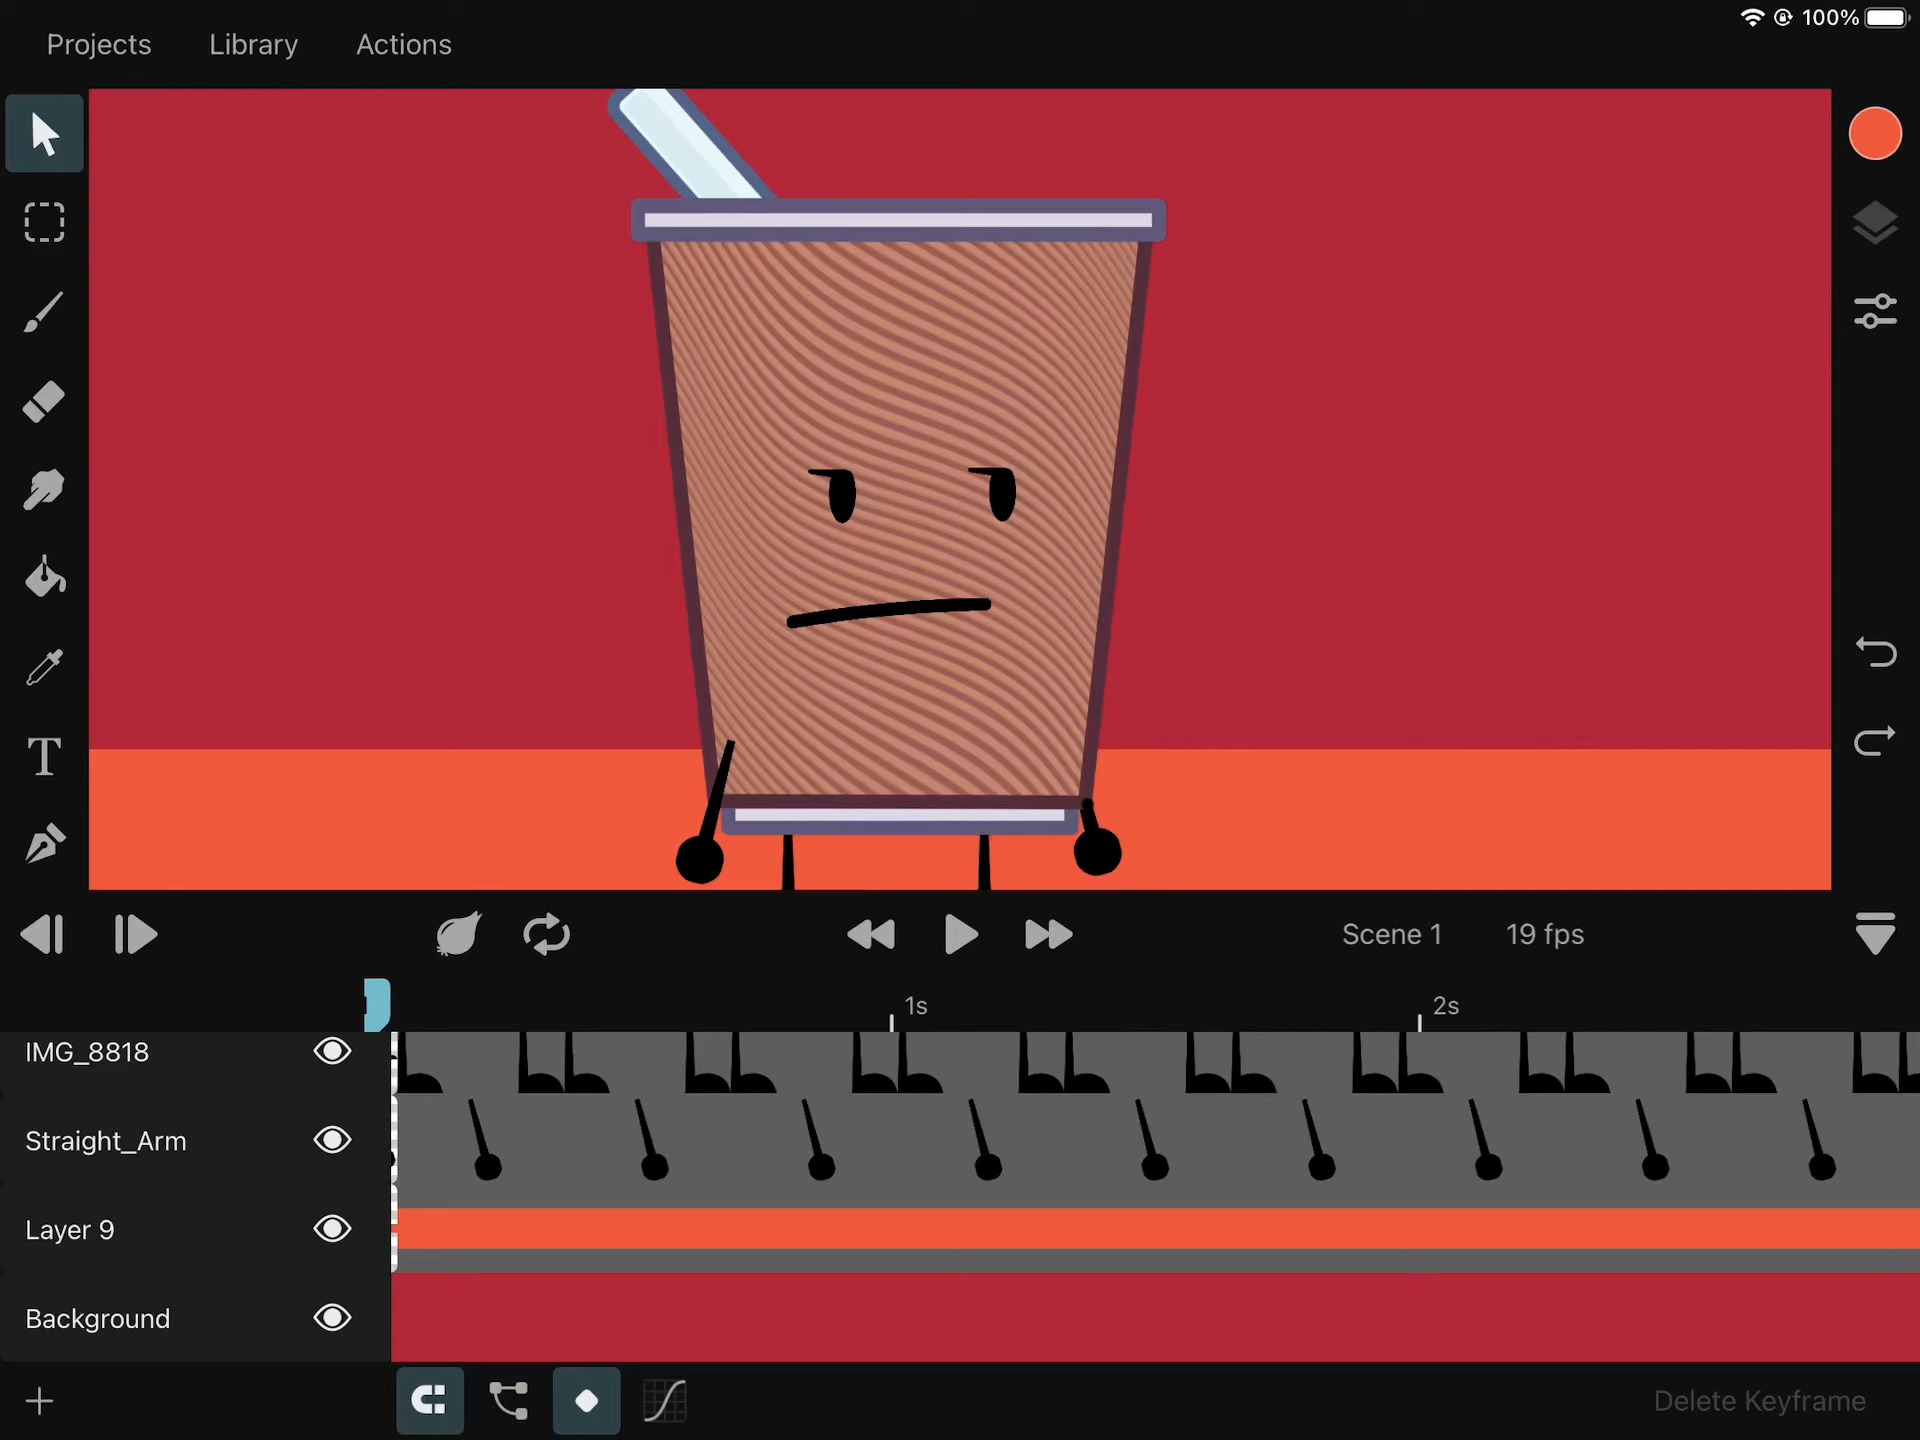 100%
Projects
Library
Actions
Scene 1
19 fps
1s
2s
IMG_8818
Straight_Arm
Layer 9
Background
Delete Keyframe